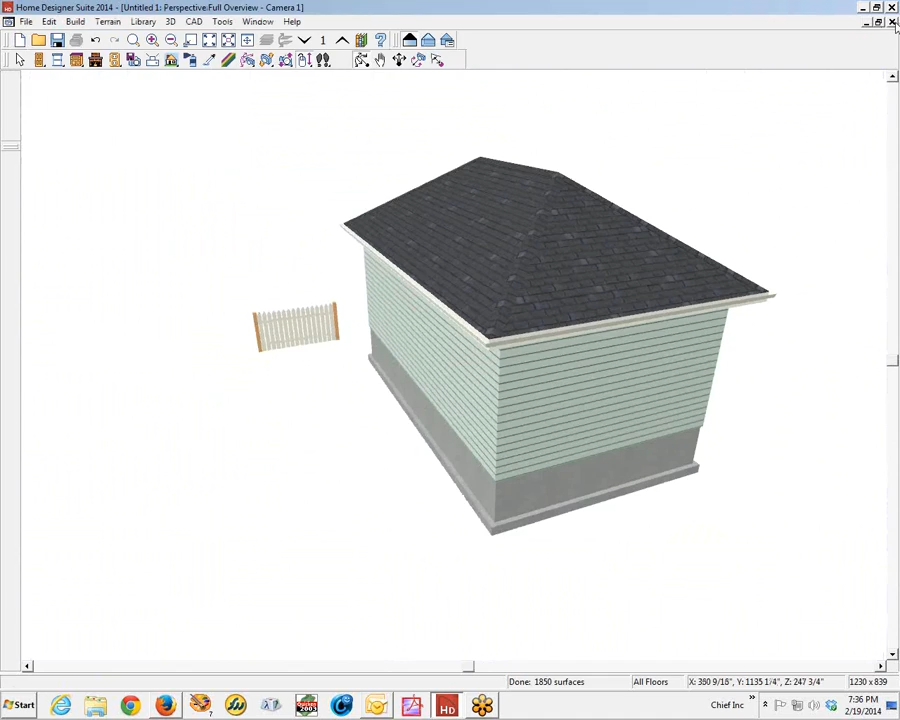 Home Designer Suite 2014 - [Untitled 1: Perspective:Full Overview - Camera 1]
File Edit Build Terrain Library 3D CAD Tools Window Help
1
Done: 1850 surfaces All Floors X: 380 9/16", Y: 1135 1/4", Z: 247 3/4" 1230 x 839
Start Chief Inc » 7:36 PM
2/19/2014